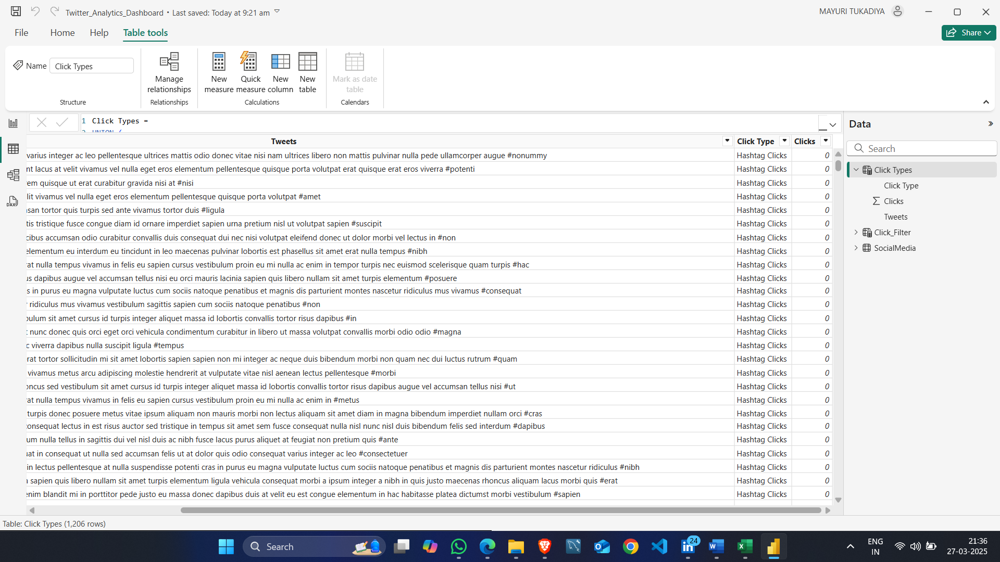 Twitter_Analytics_Dashboard • Last saved: Today at 9:21 am
MAYURI TUKADIYA
File Home Help Table tools
Share
Name Click Types
Structure
Manage relationships
Relationships
New measure
Quick measure
New column
New table
Calculations
Mark as date table
Calendars
1 Click Types =
2 UNION (
Tweets Click Type Clicks
varius integer ac leo pellentesque ultrices mattis odio donec vitae nisi nam ultrices libero non mattis pulvinar nulla pede ullamcorper augue #nonummy Hashtag Clicks 0
nt lacus at velit vivamus vel nulla eget eros elementum pellentesque quisque porta volutpat erat quisque erat eros viverra #potenti Hashtag Clicks 0
em quisque ut erat curabitur gravida nisi at #nisi Hashtag Clicks 0
lit vivamus vel nulla eget eros elementum pellentesque quisque porta volutpat #amet Hashtag Clicks 0
san tortor quis turpis sed ante vivamus tortor duis #ligula Hashtag Clicks 0
tis tristique fusce congue diam id ornare imperdiet sapien urna pretium nisl ut volutpat sapien #suscipit Hashtag Clicks 0
cibus accumsan odio curabitur convallis duis consequat dui nec nisi volutpat eleifend donec ut dolor morbi vel lectus in #non Hashtag Clicks 0
elementum eu interdum eu tincidunt in leo maecenas pulvinar lobortis est phasellus sit amet erat nulla tempus #nibh Hashtag Clicks 0
at nulla tempus vivamus in felis eu sapien cursus vestibulum proin eu mi nulla ac enim in tempor turpis nec euismod scelerisque quam turpis #hac Hashtag Clicks 0
us dapibus augue vel accumsan tellus nisi eu orci mauris lacinia sapien quis libero nullam sit amet turpis elementum #posuere Hashtag Clicks 0
s in purus eu magna vulputate luctus cum sociis natoque penatibus et magnis dis parturient montes nascetur ridiculus mus vivamus #consequat Hashtag Clicks 0
r ridiculus mus vivamus vestibulum sagittis sapien cum sociis natoque penatibus #non Hashtag Clicks 0
bulum sit amet cursus id turpis integer aliquet massa id lobortis convallis tortor risus dapibus #in Hashtag Clicks 0
t nunc donec quis orci eget orci vehicula condimentum curabitur in libero ut massa volutpat convallis morbi odio odio #magna Hashtag Clicks 0
c viverra dapibus nulla suscipit ligula #tempus Hashtag Clicks 0
rat tortor sollicitudin mi sit amet lobortis sapien sapien non mi integer ac neque duis bibendum morbi non quam nec dui luctus rutrum #quam Hashtag Clicks 0
vivamus metus arcu adipiscing molestie hendrerit at vulputate vitae nisl aenean lectus pellentesque #morbi Hashtag Clicks 0
oncus sed vestibulum sit amet cursus id turpis integer aliquet massa id lobortis convallis tortor risus dapibus augue vel accumsan tellus nisi #ut Hashtag Clicks 0
at nulla tempus vivamus in felis eu sapien cursus vestibulum proin eu mi nulla ac enim in #metus Hashtag Clicks 0
turpis donec posuere metus vitae ipsum aliquam non mauris morbi non lectus aliquam sit amet diam in magna bibendum imperdiet nullam orci #cras Hashtag Clicks 0
consequat lectus in est risus auctor sed tristique in tempus sit amet sem fusce consequat nulla nisl nunc nisl duis bibendum felis sed interdum #dapibus Hashtag Clicks 0
um nulla tellus in sagittis dui vel nisl duis ac nibh fusce lacus purus aliquet at feugiat non pretium quis #ante Hashtag Clicks 0
uat in consequat ut nulla sed accumsan felis ut at dolor quis odio consequat varius integer ac leo #consectetuer Hashtag Clicks 0
in lectus pellentesque at nulla suspendisse potenti cras in purus eu magna vulputate luctus cum sociis natoque penatibus et magnis dis parturient montes nascetur ridiculus #nibh Hashtag Clicks 0
sapien quis libero nullam sit amet turpis elementum ligula vehicula consequat morbi a ipsum integer a nibh in quis justo maecenas rhoncus aliquam lacus morbi quis #erat Hashtag Clicks 0
enim blandit mi in porttitor pede justo eu massa donec dapibus duis at velit eu est congue elementum in hac habitasse platea dictumst morbi vestibulum #sapien Hashtag Clicks 0
Data
Search
Click Types
Click Type
Clicks
Tweets
Click_Filter
SocialMedia
DAX
Table: Click Types (1,206 rows)
Search
24
ENG
IN
21:36
27-03-2025